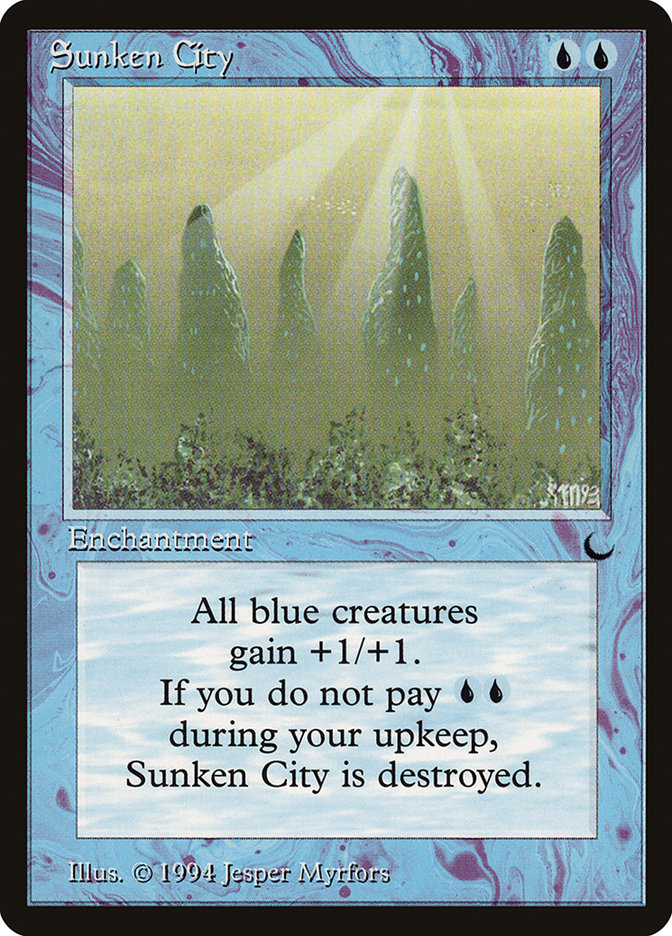 Sunken City
Enchantment
All blue creatures
gain +1/+1.
If you do not pay
during your upkeep,
Sunken City is destroyed.
Illus. © 1994 Jesper Myrfors